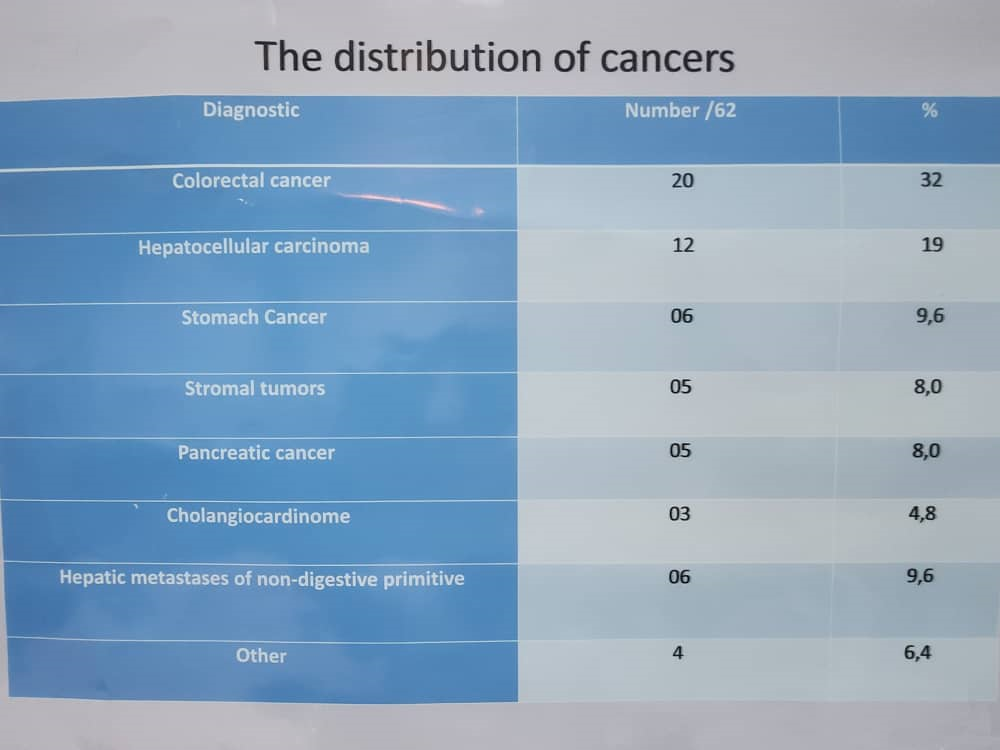 The distribution of cancers
Diagnostic Number /62 %
Colorectal cancer 20 32
Hepatocellular carcinoma 12 19
Stomach Cancer 06 9,6
Stromal tumors 05 8,0
Pancreatic cancer 05 8,0
Cholangiocardinome 03 4,8
Hepatic metastases of non-digestive primitive 06 9,6
Other 4 6,4